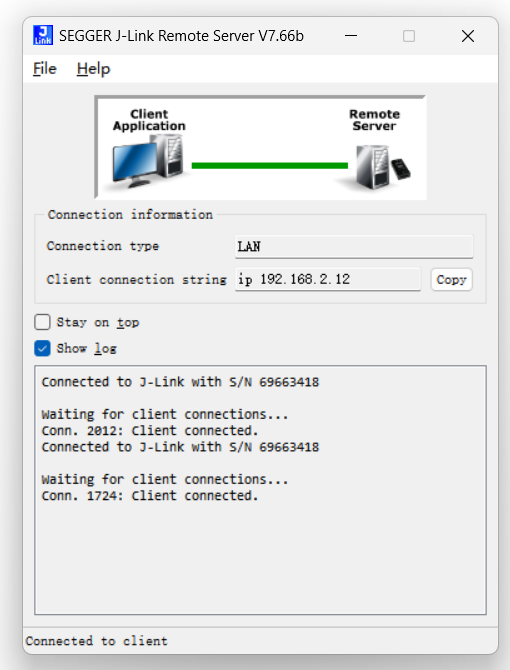 J Link
SEGGER J-Link Remote Server V7.66b
File Help
Client
Application
Remote
Server
Connection information
Connection type LAN
Client connection string ip 192.168.2.12 Copy
Stay on top
Show log
Connected to J-Link with S/N 69663418
Waiting for client connections...
Conn. 2012: Client connected.
Connected to J-Link with S/N 69663418
Waiting for client connections...
Conn. 1724: Client connected.
Connected to client